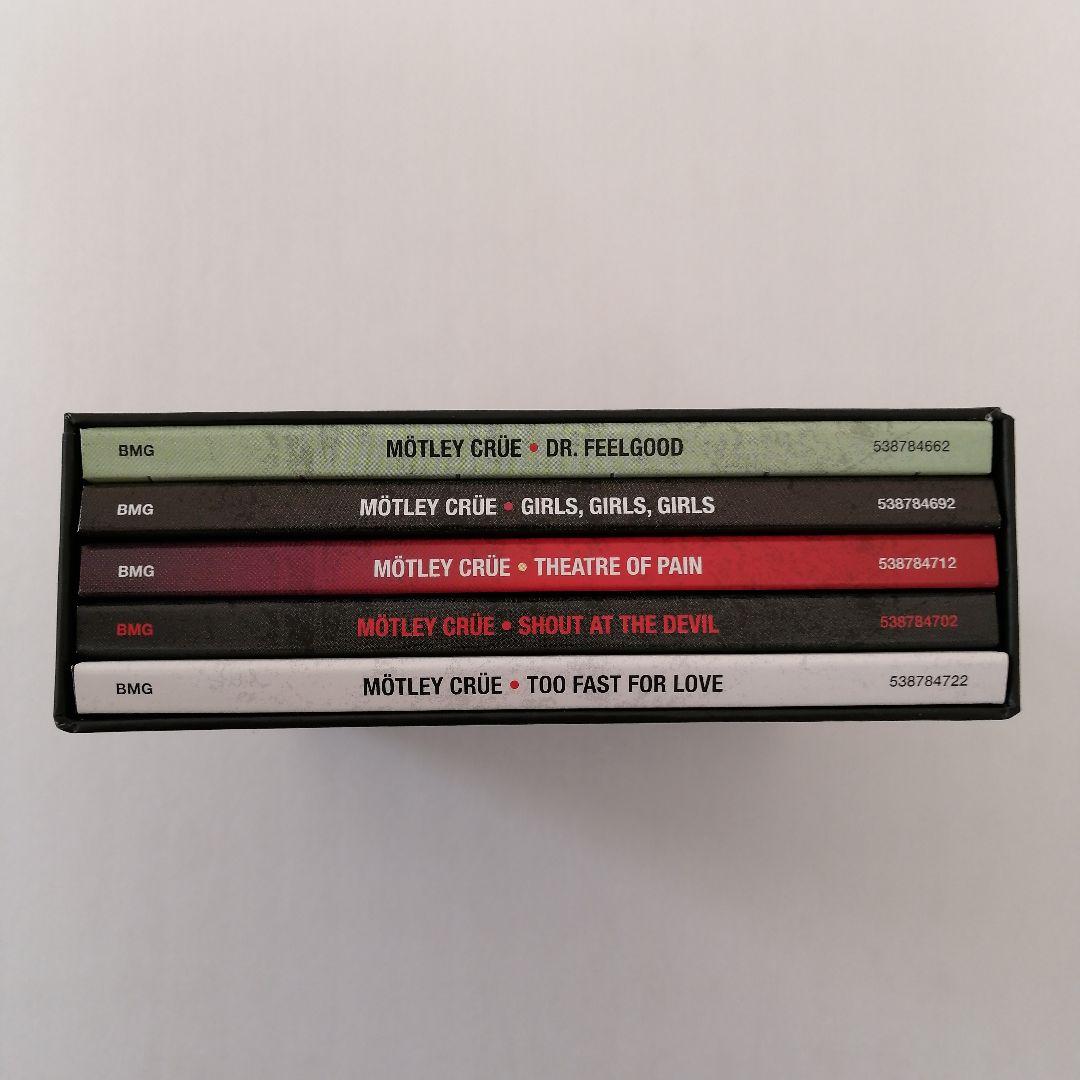 BMG MÖTLEY CRÜE • DR. FEELGOOD 538784662
BMG MÖTLEY CRÜE • GIRLS, GIRLS, GIRLS 538784692
BMG MÖTLEY CRÜE • THEATRE OF PAIN 538784712
BMG MÖTLEY CRÜE • SHOUT AT THE DEVIL 538784702
BMG MÖTLEY CRÜE • TOO FAST FOR LOVE 538784722